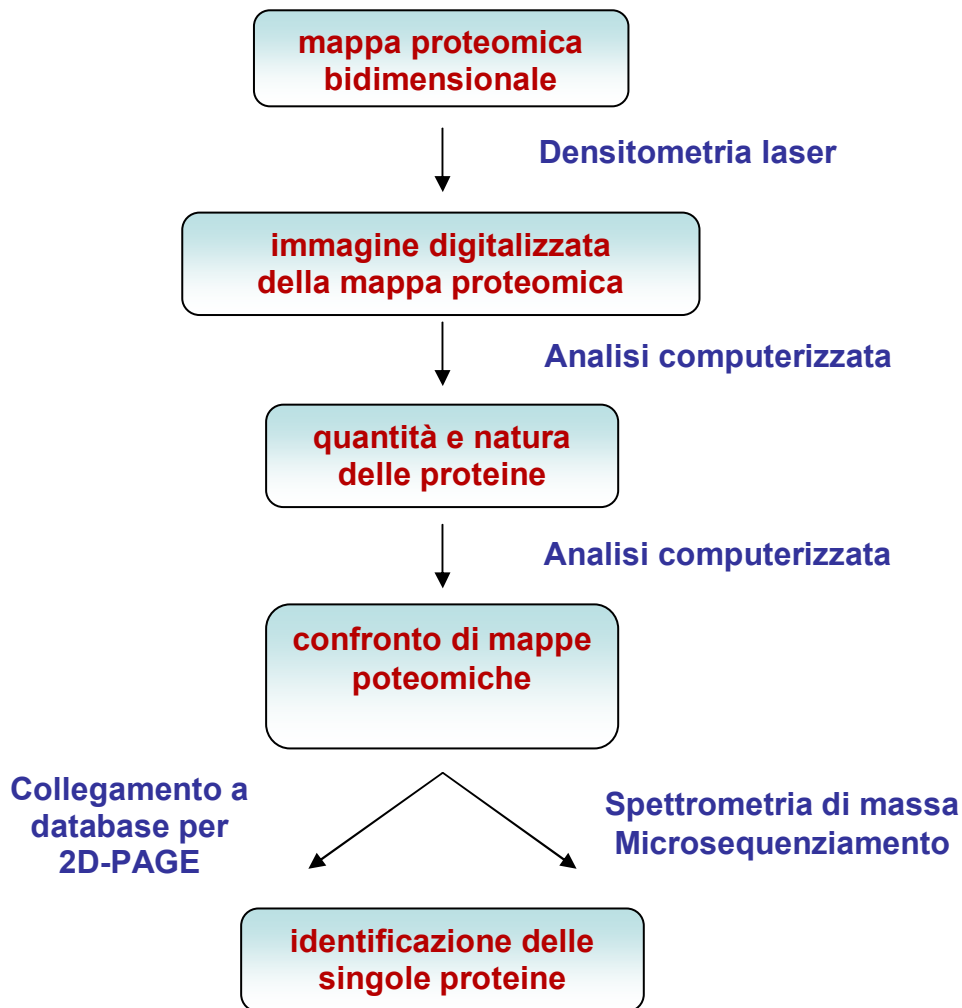 mappa proteomica
bidimensionale
Densitometria laser
immagine digitalizzata
della mappa proteomica
Analisi computerizzata
quantità e natura
delle proteine
Analisi computerizzata
confronto di mappe
poteomiche
Collegamento a
database per
2D-PAGE
Spettrometria di massa
Microsequenziamento
identificazione delle
singole proteine